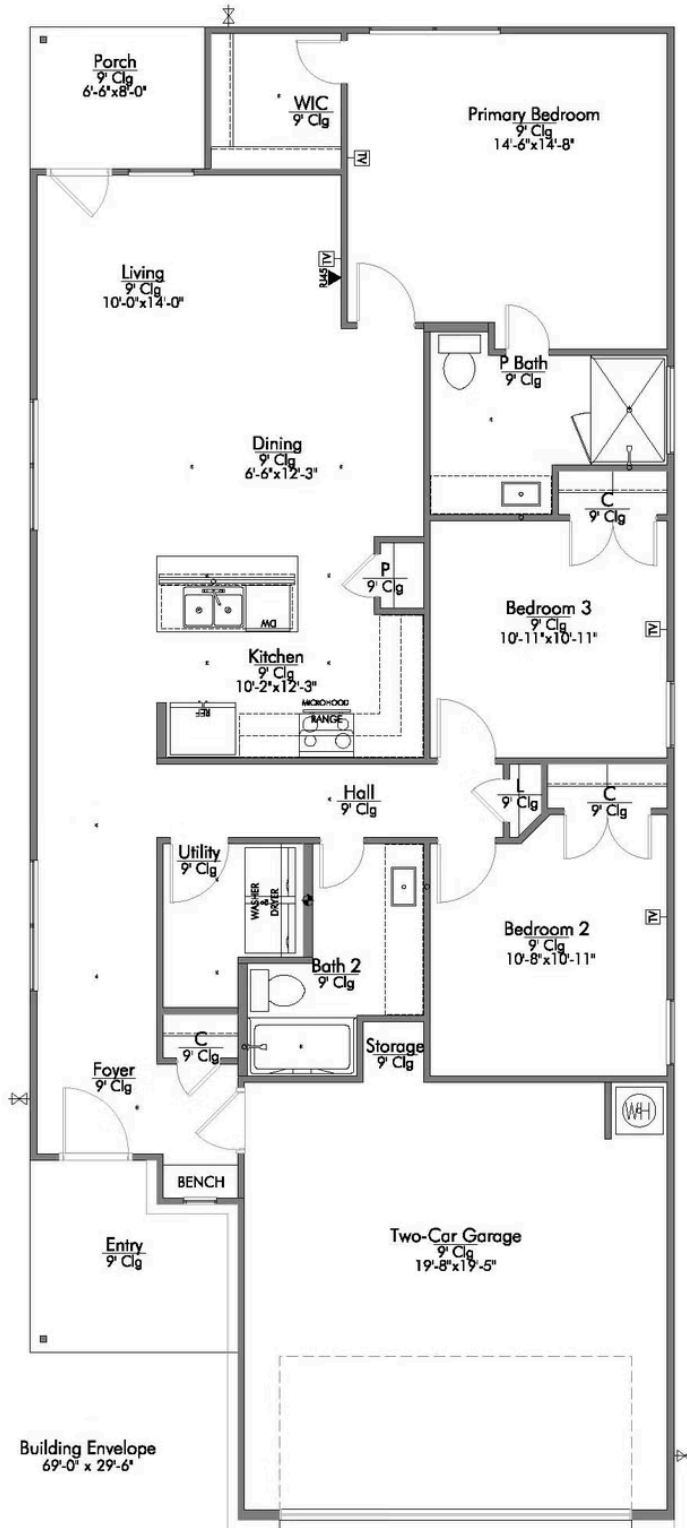 Porch
9' Clg
6'-6"x8'-0"
WIC
9' Clg
Primary Bedroom
9' Clg
14'-6"x14'-8"
TV
Living
9' Clg
10'-0"x14'-0"
TV
RJ45
P Bath
9' Clg
Dining
9' Clg
6'-6"x12'-3"
C
9' Clg
P
9' Clg
Bedroom 3
9' Clg
10'-11"x10'-11"
TV
DW
Kitchen
9' Clg
10'-2"x12'-3"
REF
MICROHOOD
RANGE
Hall
9' Clg
L
9' Clg
C
9' Clg
Utility
9' Clg
WASHER
&
DRYER
Bedroom 2
9' Clg
10'-8"x10'-11"
TV
Bath 2
9' Clg
C
9' Clg
Storage
9' Clg
Foyer
9' Clg
WH
BENCH
Entry
9' Clg
Two-Car Garage
9' Clg
19'-8"x19'-5"
Building Envelope
69'-0" x 29'-6"